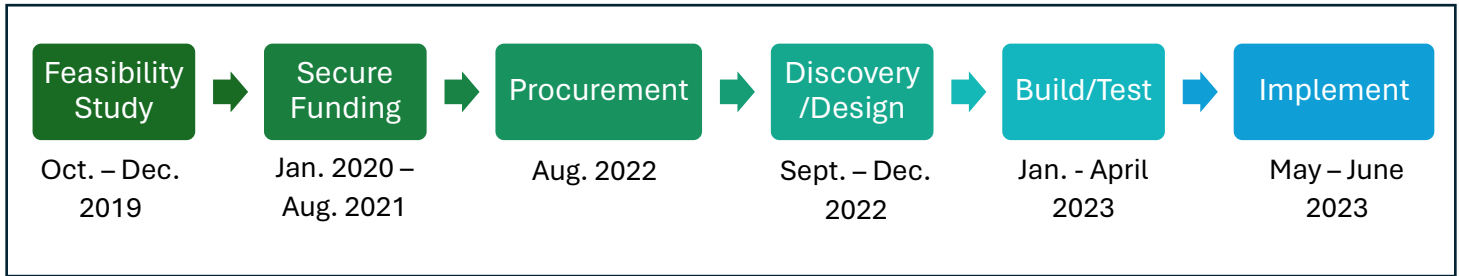 Feasibility
Study
Secure
Funding
Procurement
Discovery
/Design
Build/Test
Implement
Oct. – Dec.
2019
Jan. 2020 –
Aug. 2021
Aug. 2022
Sept. – Dec.
2022
Jan. - April
2023
May – June
2023